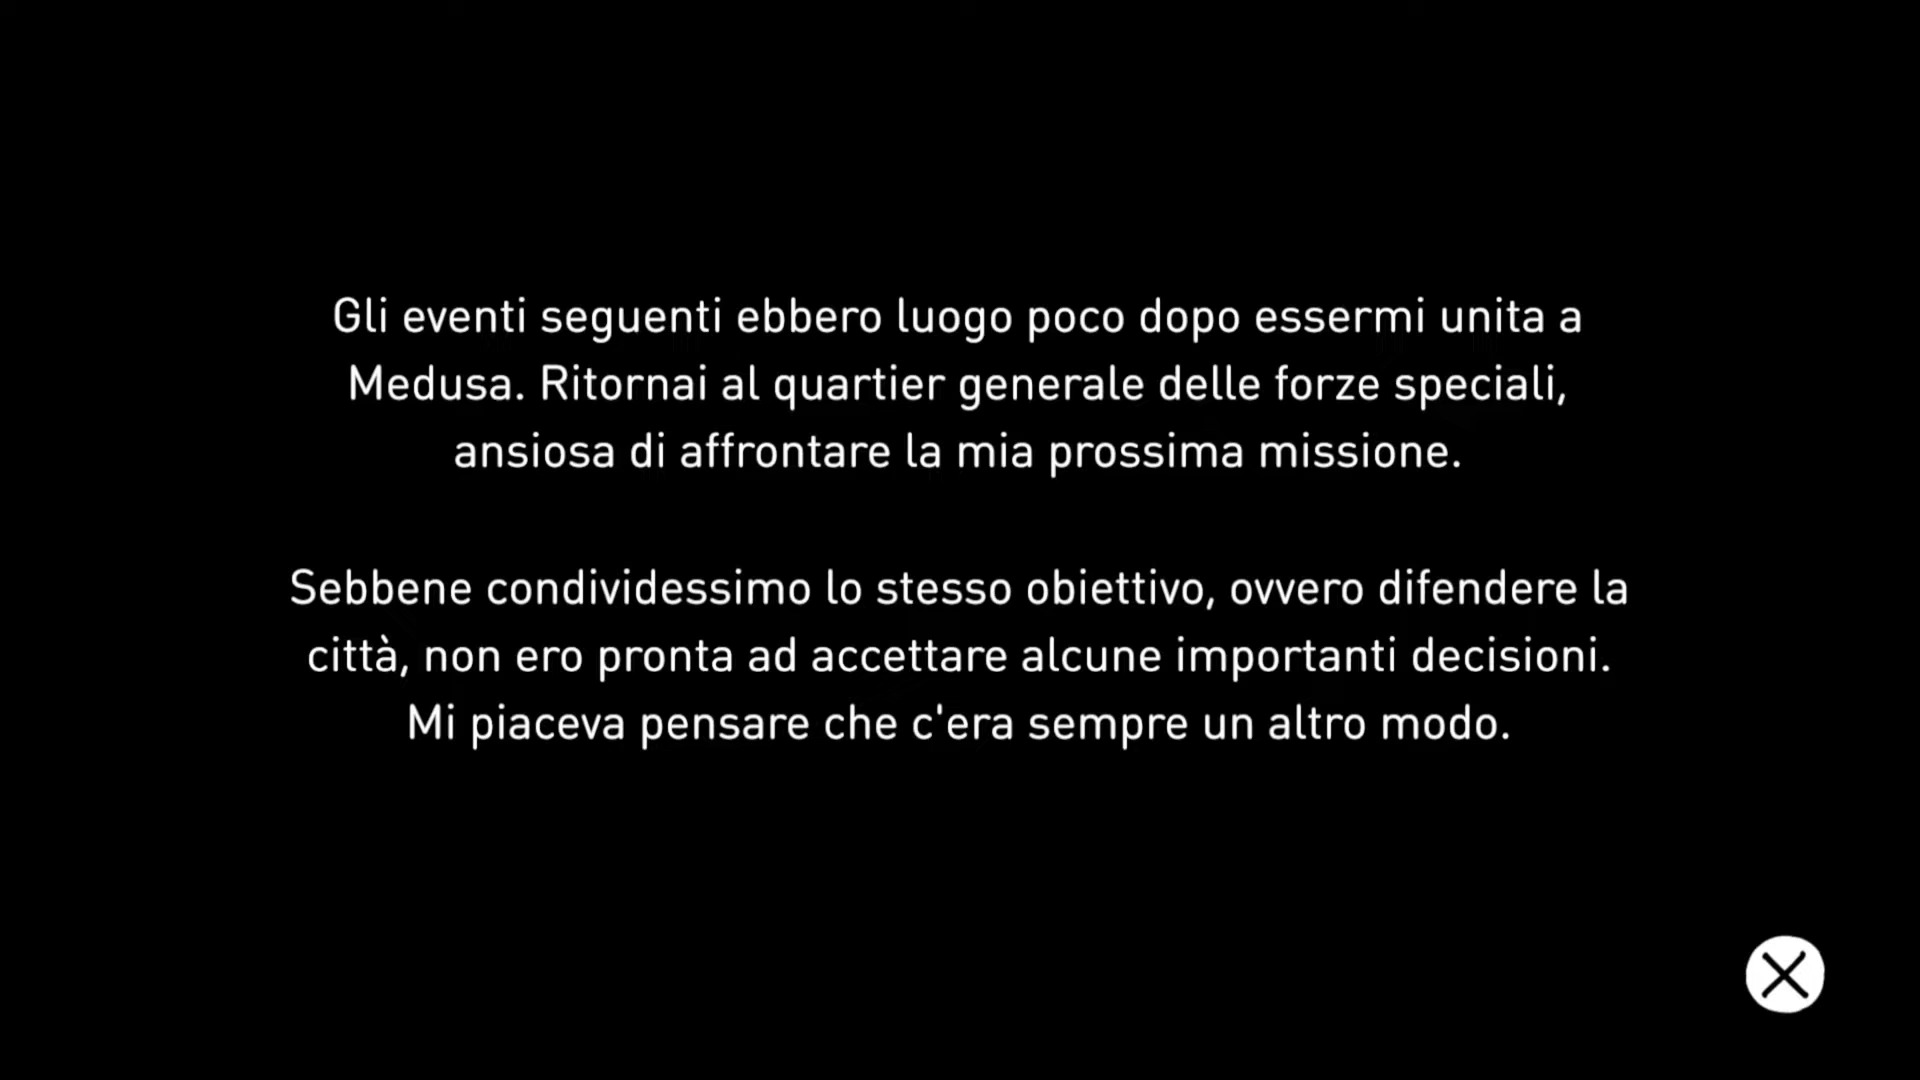 Gli eventi seguenti ebbero luogo poco dopo essermi unita a
Medusa. Ritornai al quartier generale delle forze speciali,
ansiosa di affrontare la mia prossima missione.
Sebbene condividessimo lo stesso obiettivo, ovvero difendere la
città, non ero pronta ad accettare alcune importanti decisioni.
Mi piaceva pensare che c'era sempre un altro modo.